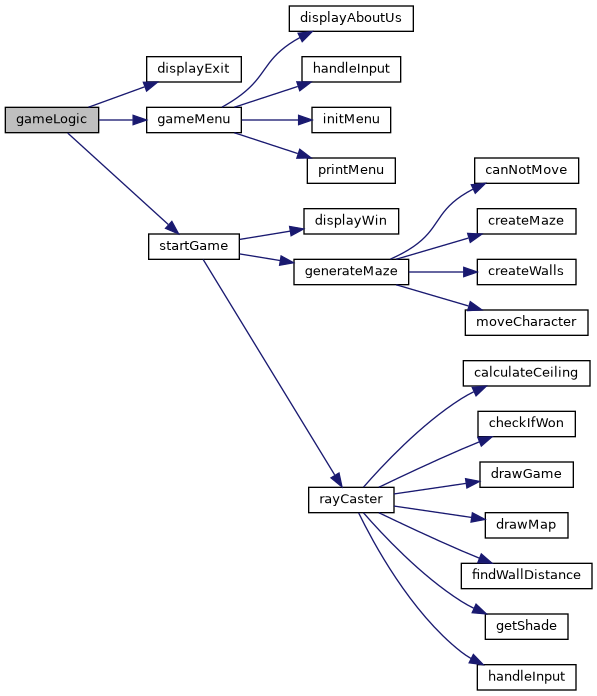 displayAboutUs
displayExit
handleInput
gameLogic
gameMenu
initMenu
printMenu
canNotMove
displayWin
createMaze
startGame
generateMaze
createWalls
moveCharacter
calculateCeiling
checkIfWon
drawGame
rayCaster
drawMap
findWallDistance
getShade
handleInput